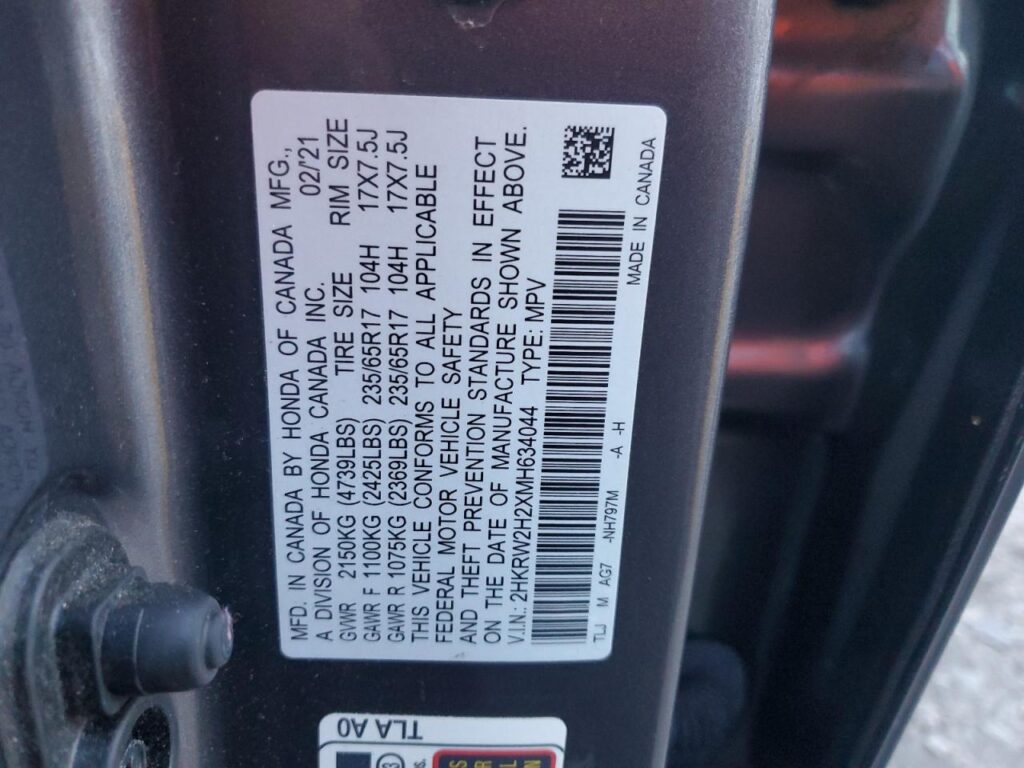 MFD. IN CANADA BY HONDA OF CANADA MFG.,
A DIVISION OF HONDA CANADA INC. 02/'21
GVWR 2150KG (4739LBS) TIRE SIZE RIM SIZE
GAWR F 1100KG (2425LBS) 235/65R17 104H 17X7.5J
GAWR R 1075KG (2369LBS) 235/65R17 104H 17X7.5J
THIS VEHICLE CONFORMS TO ALL APPLICABLE
FEDERAL MOTOR VEHICLE SAFETY
AND THEFT PREVENTION STANDARDS IN EFFECT
ON THE DATE OF MANUFACTURE SHOWN ABOVE.
V.I.N.: 2HKRW2H2XMH634044 TYPE: MPV
TLJ M AG7 -NH797M -A -H MADE IN CANADA
TLA A0